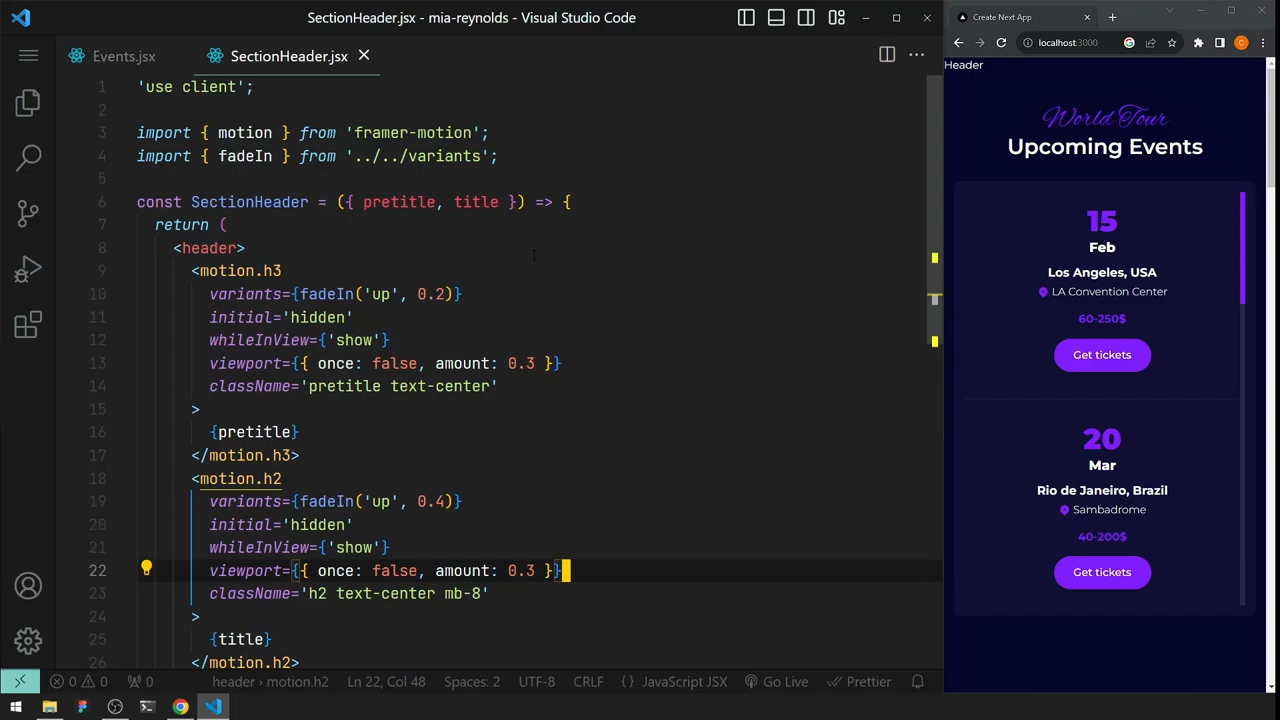 SectionHeader.jsx - mia-reynolds - Visual Studio Code
Events.jsx
SectionHeader.jsx
1 'use client';
2
3 import { motion } from 'framer-motion';
4 import { fadeIn } from '../../variants';
5
6 const SectionHeader = ({ pretitle, title }) => {
7 return (
8 <header>
9 <motion.h3
10 variants={fadeIn('up', 0.2)}
11 initial='hidden'
12 whileInView={'show'}
13 viewport={{ once: false, amount: 0.3 }}
14 className='pretitle text-center'
15 >
16 {pretitle}
17 </motion.h3>
18 <motion.h2
19 variants={fadeIn('up', 0.4)}
20 initial='hidden'
21 whileInView={'show'}
22 viewport={{ once: false, amount: 0.3 }}
23 className='h2 text-center mb-8'
24 >
25 {title}
26 </motion.h2>
0 0 0 header › motion.h2 Ln 22, Col 48 Spaces: 2 UTF-8 CRLF {} JavaScript JSX Go Live Prettier
Create Next App
localhost:3000
C
Header
World Tour
Upcoming Events
15
Feb
Los Angeles, USA
LA Convention Center
60-250$
Get tickets
20
Mar
Rio de Janeiro, Brazil
Sambadrome
40-200$
Get tickets